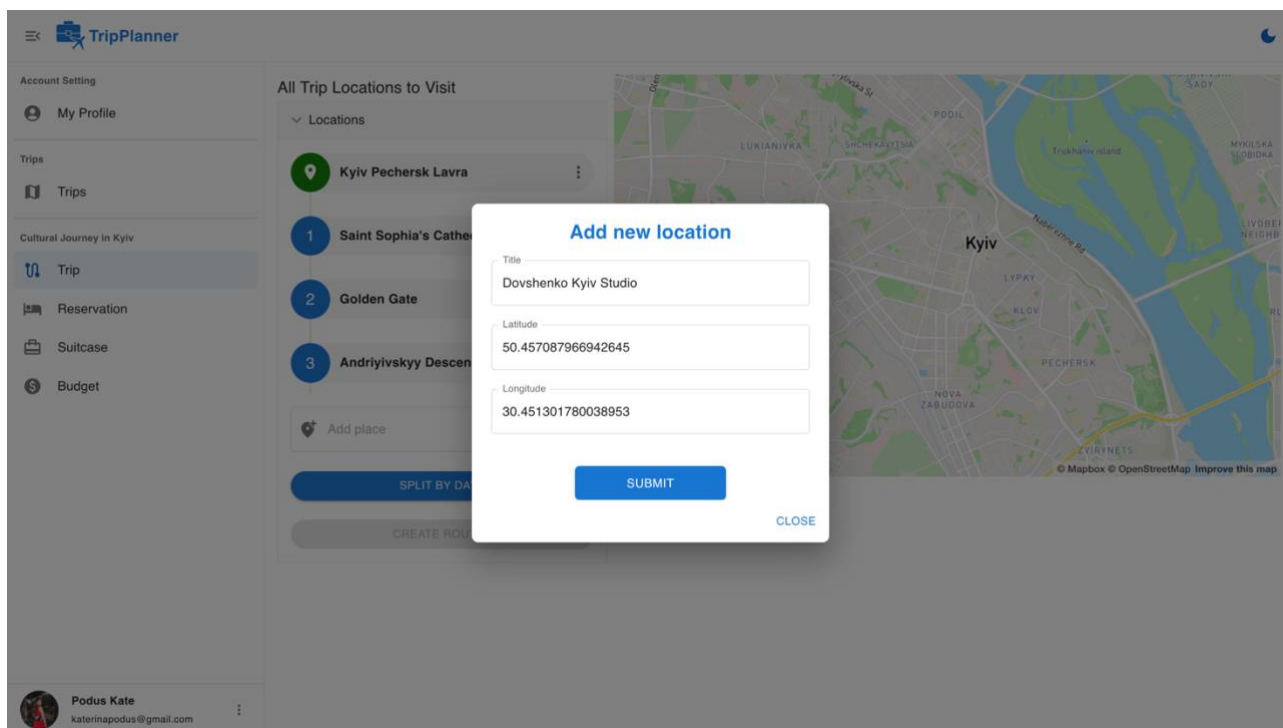 TripPlanner
Account Setting
My Profile
Trips
Trips
Cultural Journey in Kyiv
Trip
Reservation
Suitcase
Budget
Podus Kate
katerinapodus@gmail.com
All Trip Locations to Visit
Locations
Kyiv Pechersk Lavra
1 Saint Sophia's
2 Golden Gate
3 Andriyivskyy
Add place
SPLIT BY
CREATE
Add new location
Title
Dovshenko Kyiv Studio
Latitude
50.457087966942645
Longitude
30.451301780038953
SUBMIT
CLOSE
SADY
PODIL
LUKIANIVKA
SHCHEKAVYTSIA
Trukhaniv island
MYKILSKA
SLOBIDKA
Naberezhne Rd
Kyiv
LYPKY
KLOV
PECHERSK
NOVA
ZABUDOVA
ZVIRYNETS
© Mapbox © OpenStreetMap Improve this map